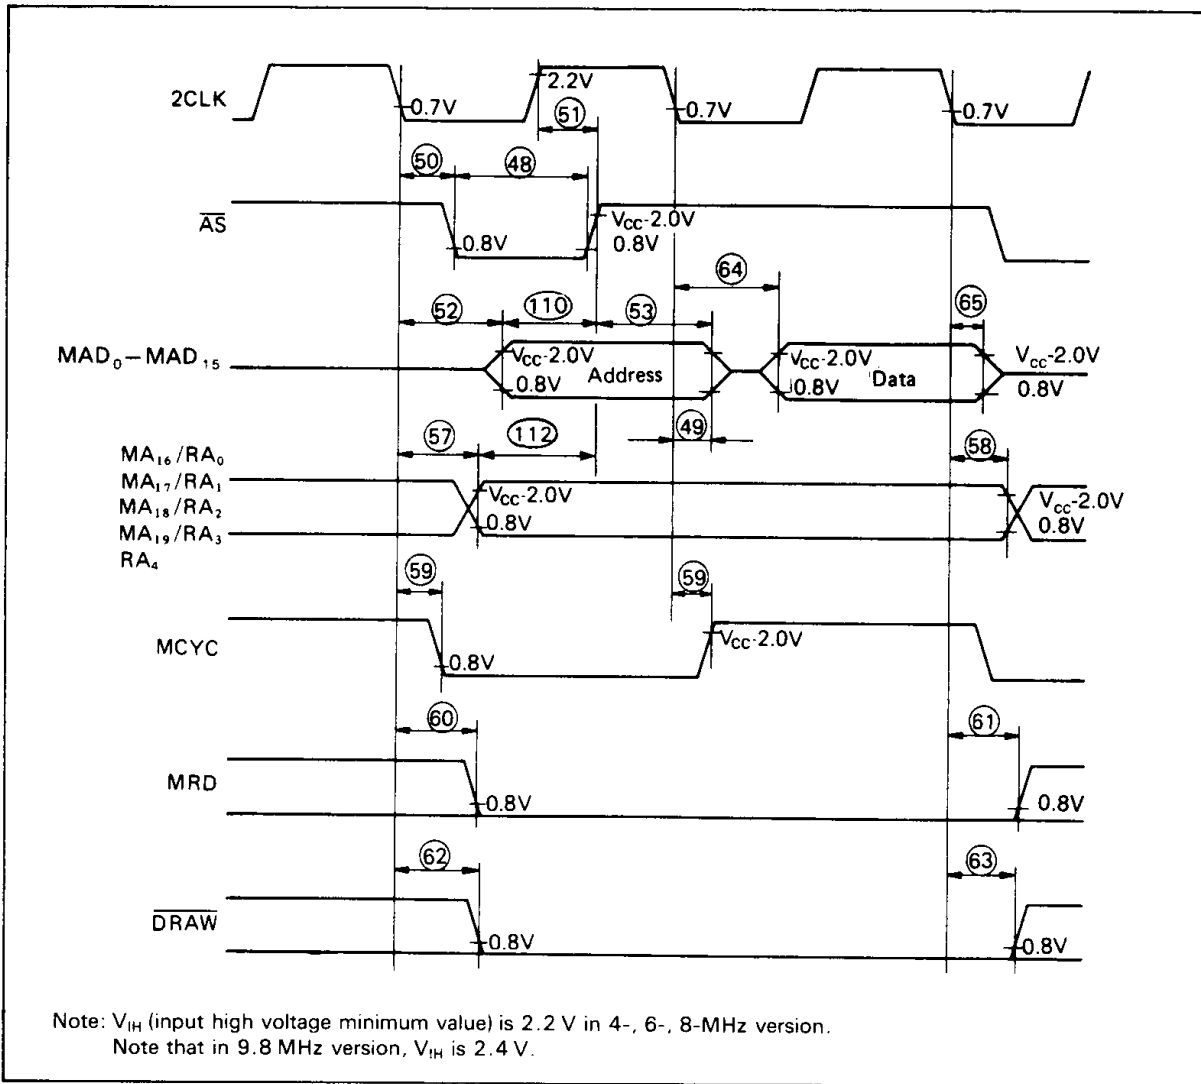 2CLK
0.7V
2.2V
0.7V
0.7V
51
50
48
AS
0.8V
VCC-2.0V
0.8V
64
52
110
53
65
MAD0−MAD15
VCC-2.0V
0.8V
Address
VCC-2.0V
0.8V
Data
VCC-2.0V
0.8V
49
57
112
58
MA16/RA0
MA17/RA1
MA18/RA2
MA19/RA3
RA4
VCC-2.0V
0.8V
VCC-2.0V
0.8V
59
59
MCYC
0.8V
VCC-2.0V
60
61
MRD
0.8V
0.8V
62
63
DRAW
0.8V
0.8V
Note: VIH (input high voltage minimum value) is 2.2 V in 4-, 6-, 8-MHz version.
Note that in 9.8 MHz version, VIH is 2.4 V.